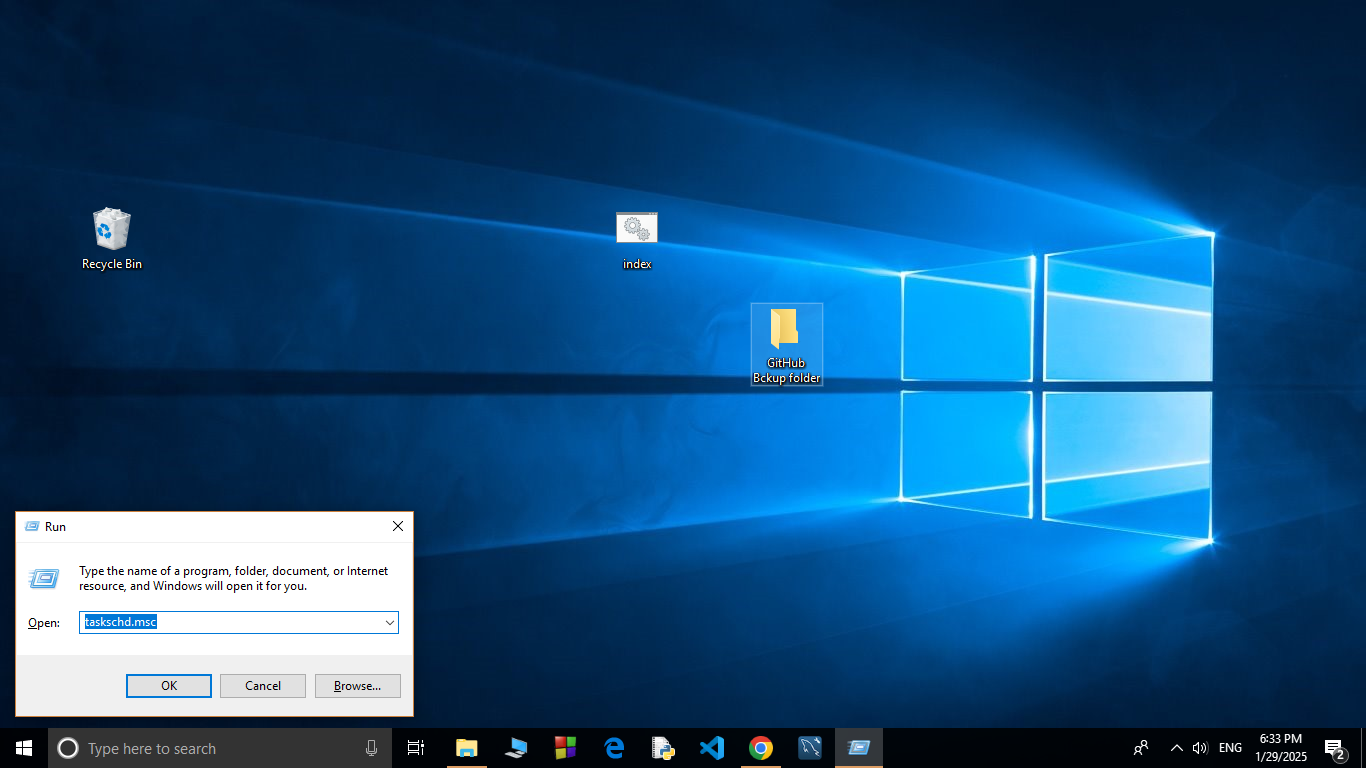 Recycle Bin
index
GitHub
Bckup folder
Run
Type the name of a program, folder, document, or Internet
resource, and Windows will open it for you.
Open:
taskschd.msc
OK
Cancel
Browse...
Type here to search
ENG
6:33 PM
1/29/2025
2